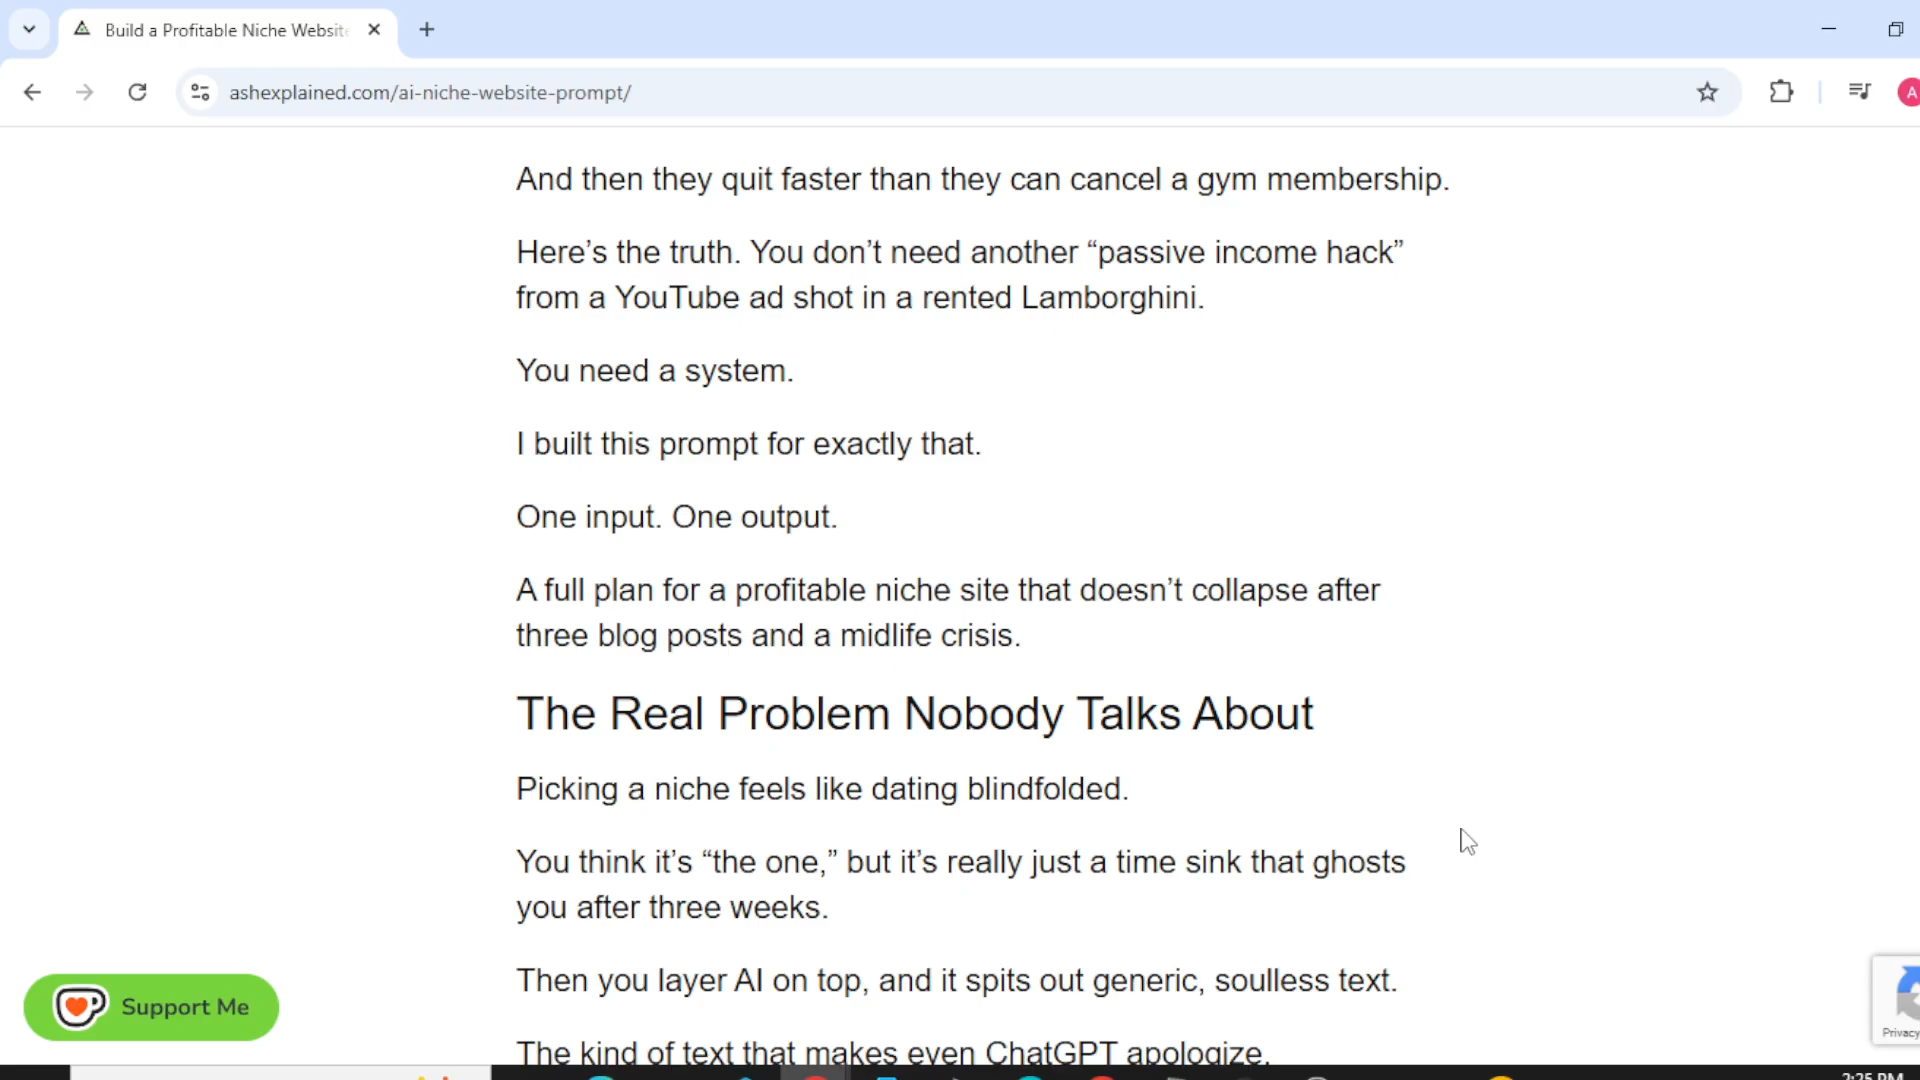 Build a Profitable Niche Websit
ashexplained.com/ai-niche-website-prompt/
A
And then they quit faster than they can cancel a gym membership.
Here’s the truth. You don’t need another “passive income hack”
from a YouTube ad shot in a rented Lamborghini.
You need a system.
I built this prompt for exactly that.
One input. One output.
A full plan for a profitable niche site that doesn’t collapse after
three blog posts and a midlife crisis.
The Real Problem Nobody Talks About
Picking a niche feels like dating blindfolded.
You think it’s “the one,” but it’s really just a time sink that ghosts
you after three weeks.
Then you layer AI on top, and it spits out generic, soulless text.
The kind of text that makes even ChatGPT apologize.
Support Me
Privacy
2:25 PM